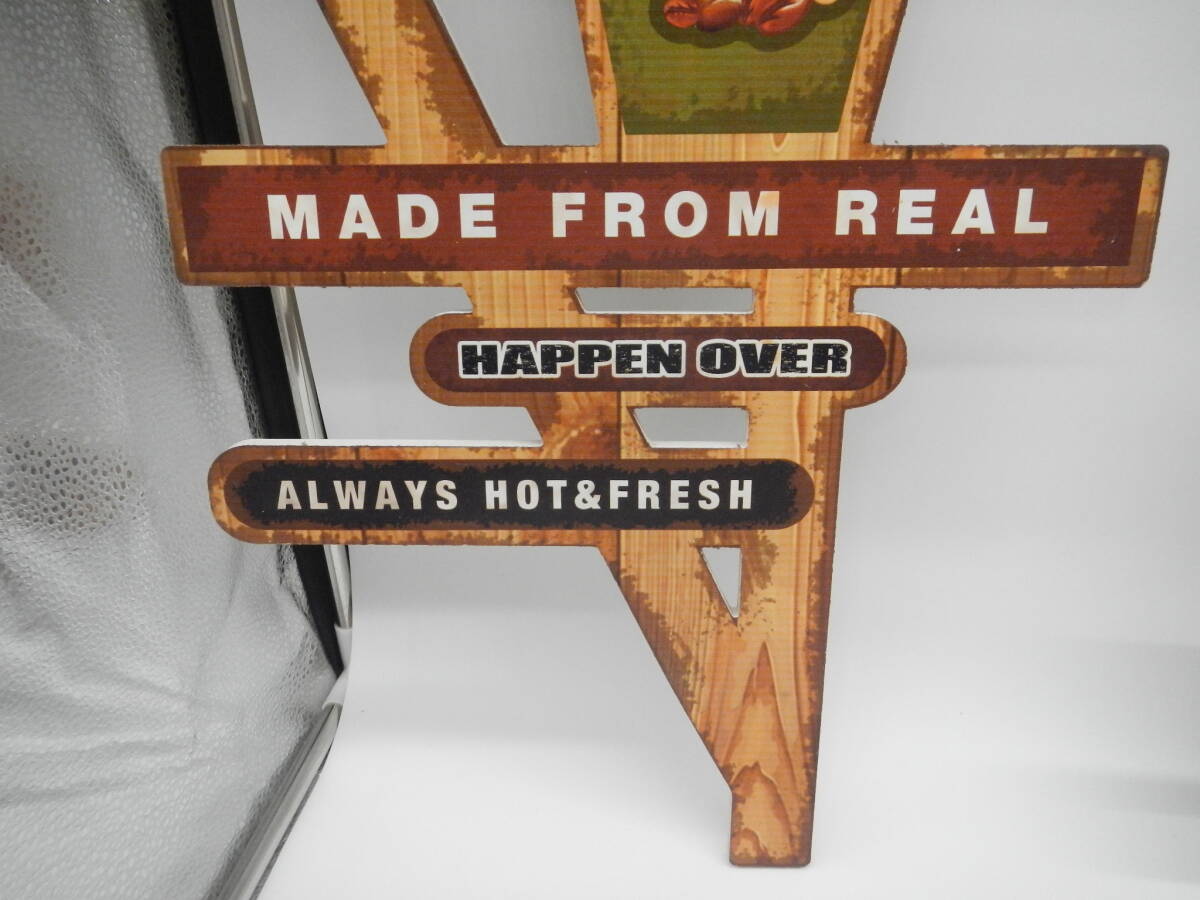 MADE FROM REAL
HAPPEN OVER
ALWAYS HOT&FRESH